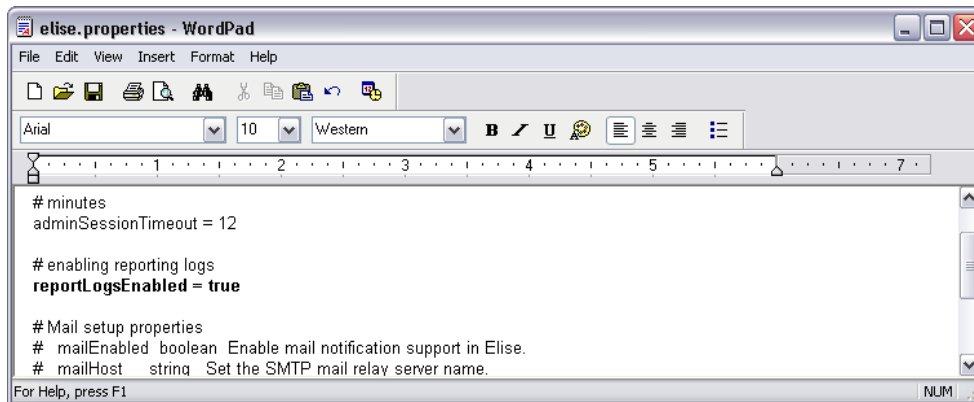 elise.properties - WordPad
File Edit View Insert Format Help
Arial 10 Western B / U
1 2 3 4 5 7
# minutes
adminSessionTimeout = 12
# enabling reporting logs
reportLogsEnabled = true
# Mail setup properties
# mailEnabled boolean Enable mail notification support in Elise.
# mailHost string Set the SMTP mail relay server name.
For Help, press F1 NUM